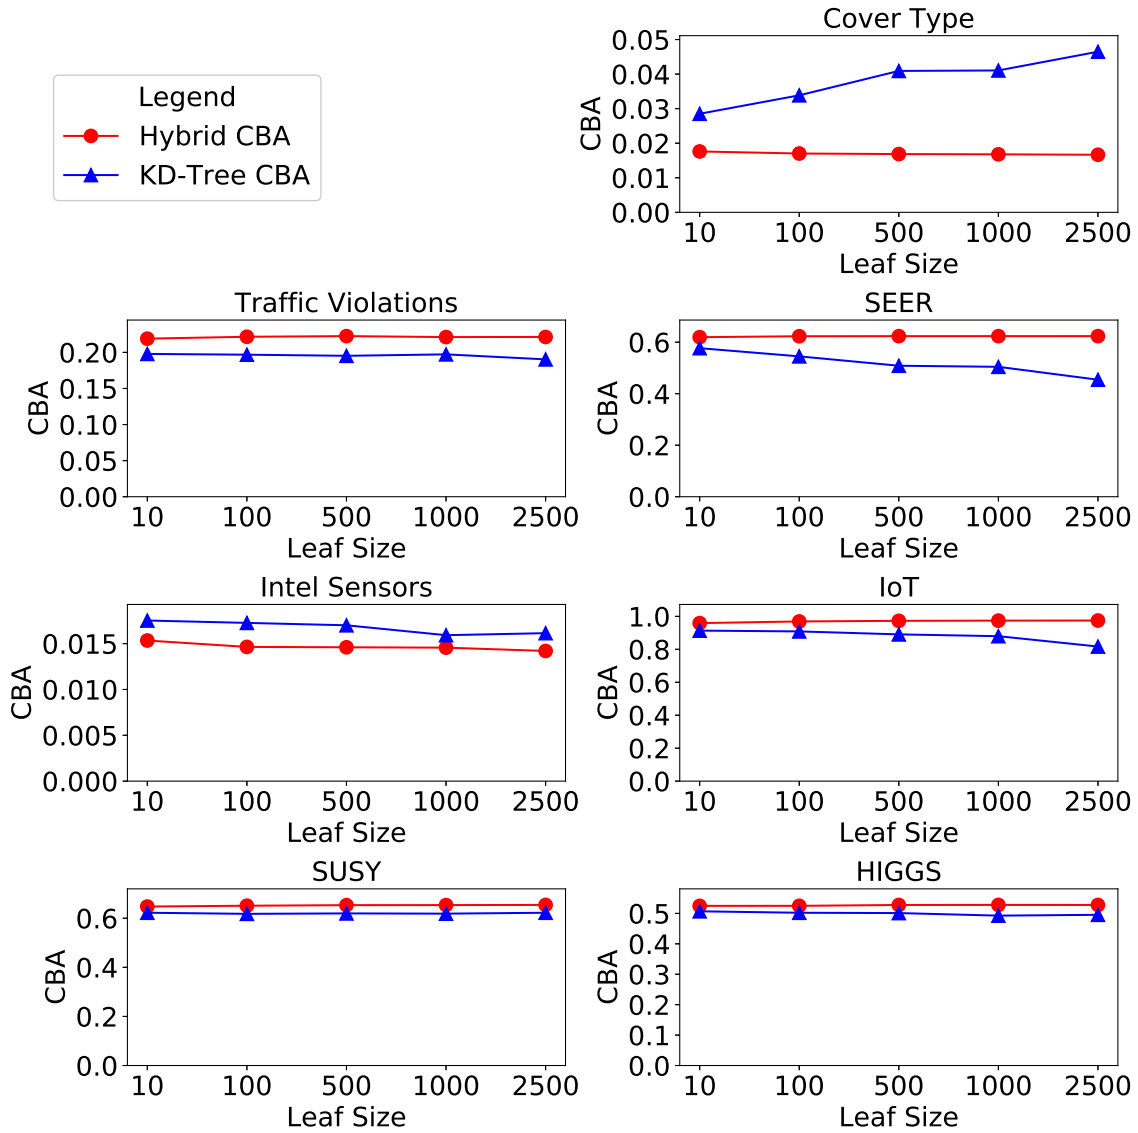 Legend
Hybrid CBA
KD-Tree CBA
Cover Type
CBA
0.05
0.04
0.03
0.02
0.01
0.00
10 100 500 1000 2500
Leaf Size
Traffic Violations
CBA
0.20
0.15
0.10
0.05
0.00
10 100 500 1000 2500
Leaf Size
SEER
CBA
0.6
0.4
0.2
0.0
10 100 500 1000 2500
Leaf Size
Intel Sensors
CBA
0.015
0.010
0.005
0.000
10 100 500 1000 2500
Leaf Size
IoT
CBA
1.0
0.8
0.6
0.4
0.2
0.0
10 100 500 1000 2500
Leaf Size
SUSY
CBA
0.6
0.4
0.2
0.0
10 100 500 1000 2500
Leaf Size
HIGGS
CBA
0.5
0.4
0.3
0.2
0.1
0.0
10 100 500 1000 2500
Leaf Size